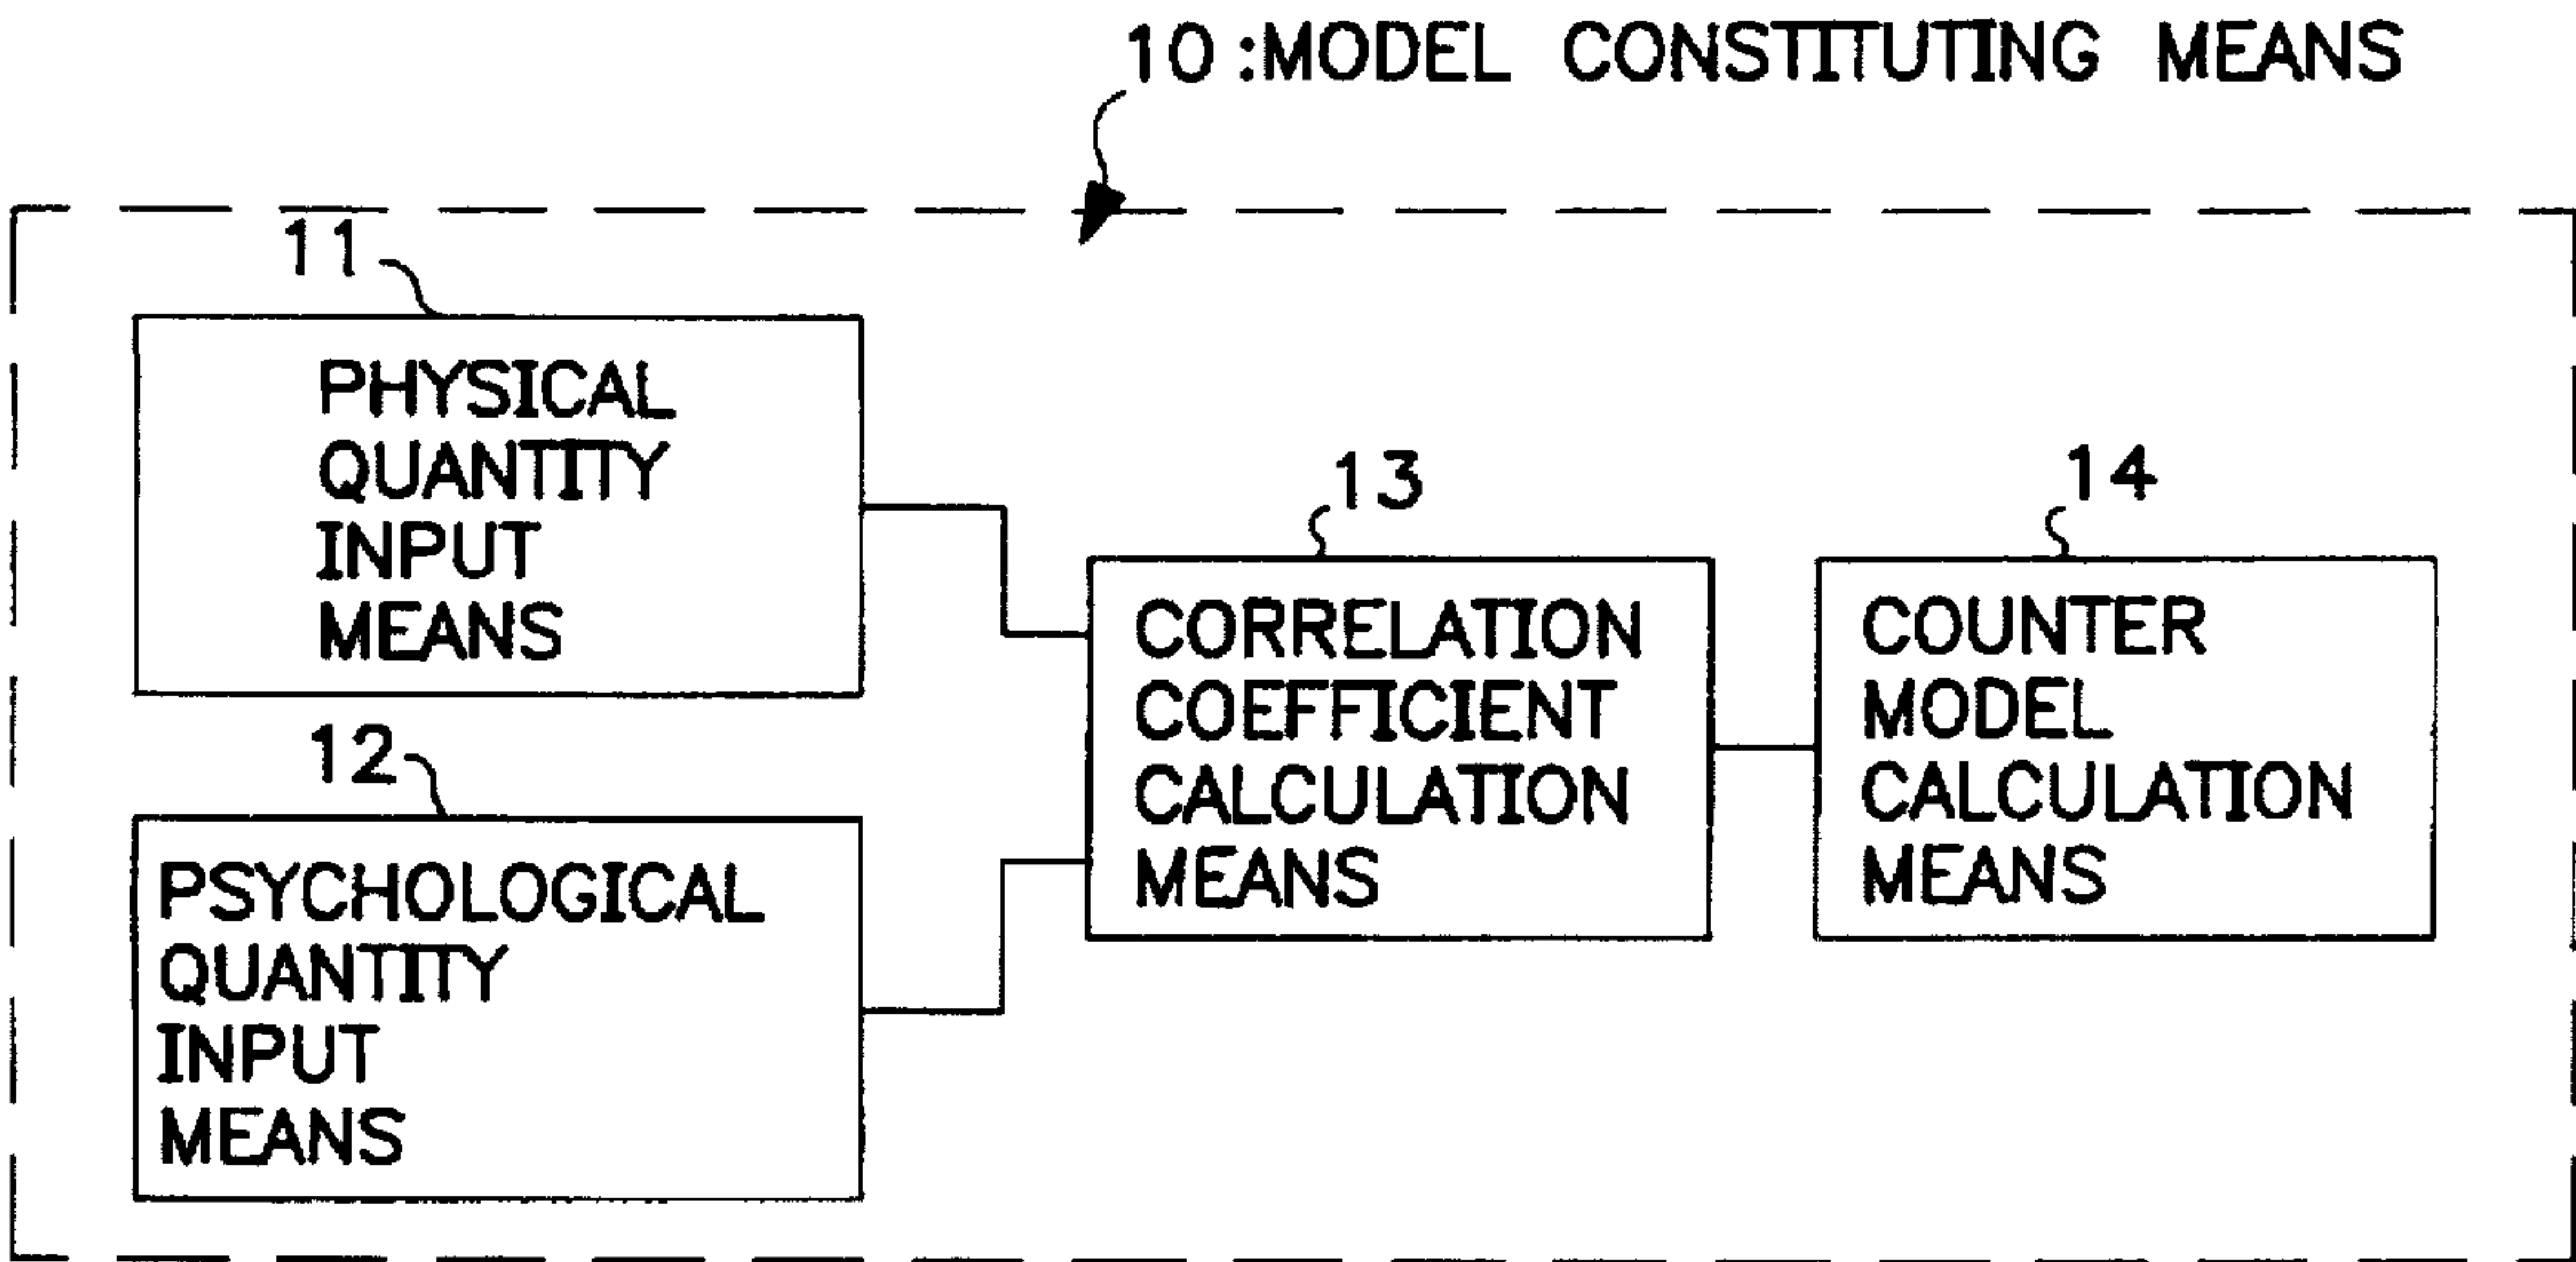 10 :MODEL CONSTITUTING MEANS
11
PHYSICAL
QUANTITY
INPUT
MEANS
12
PSYCHOLOGICAL
QUANTITY
INPUT
MEANS
13
CORRELATION
COEFFICIENT
CALCULATION
MEANS
14
COUNTER
MODEL
CALCULATION
MEANS